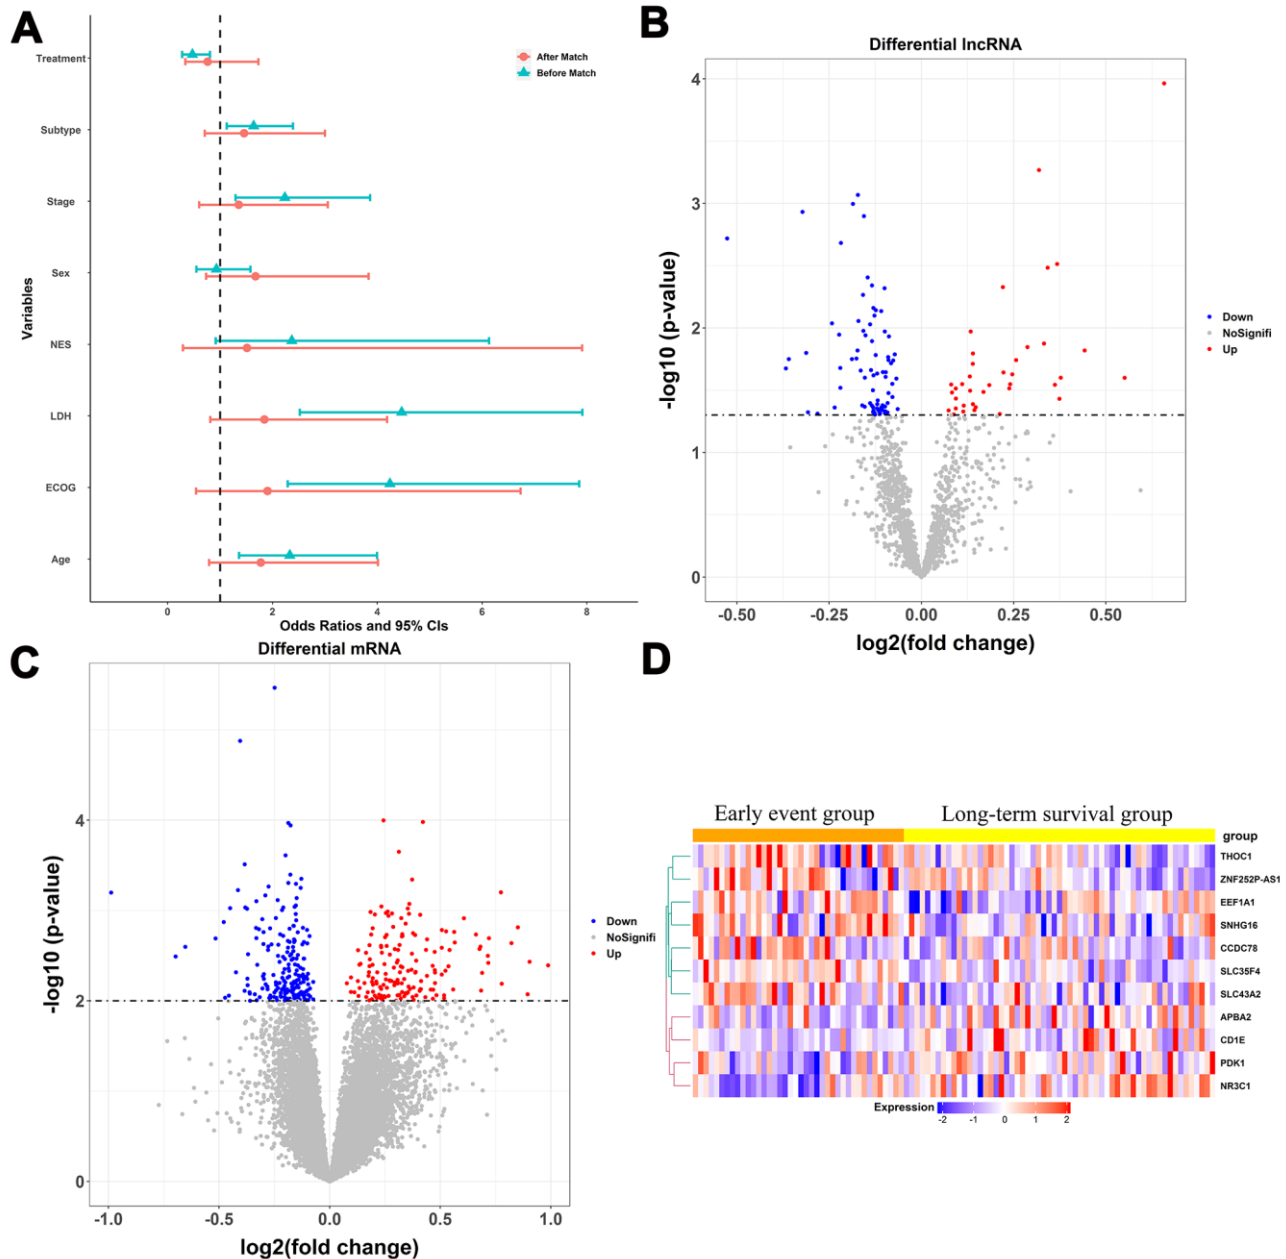 A
Treatment
Subtype
Stage
Sex
NES
LDH
ECOG
Age
Variables
0 2 4 6 8
Odds Ratios and 95% CIs
After Match
Before Match
B
Differential lncRNA
4
3
2
1
0
-log10 (p-value)
-0.50 -0.25 0.00 0.25 0.50
log2(fold change)
Down
NoSignifi
Up
C
Differential mRNA
4
2
0
-log10 (p-value)
-1.0 -0.5 0.0 0.5 1.0
log2(fold change)
Down
NoSignifi
Up
D
Early event group Long-term survival group
group
THOC1
ZNF252P-AS1
EEF1A1
SNHG16
CCDC78
SLC35F4
SLC43A2
APBA2
CD1E
PDK1
NR3C1
Expression
-2 -1 0 1 2